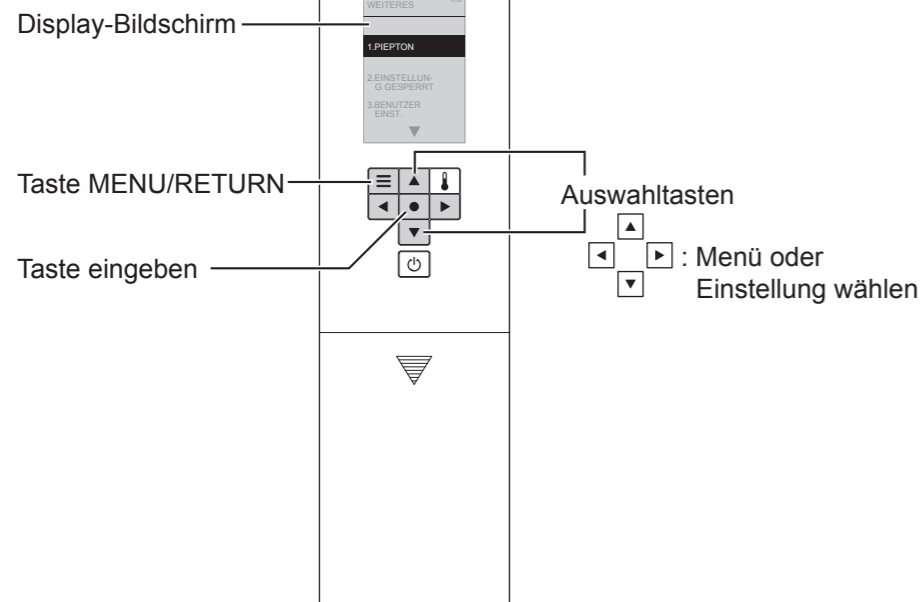 WEITERES
Display-Bildschirm
1.PIEPTON
2.EINSTELLUN-
G GESPERRT
3.BENUTZER
EINST.
Taste MENU/RETURN
Auswahltasten
Taste eingeben
: Menü oder
Einstellung wählen